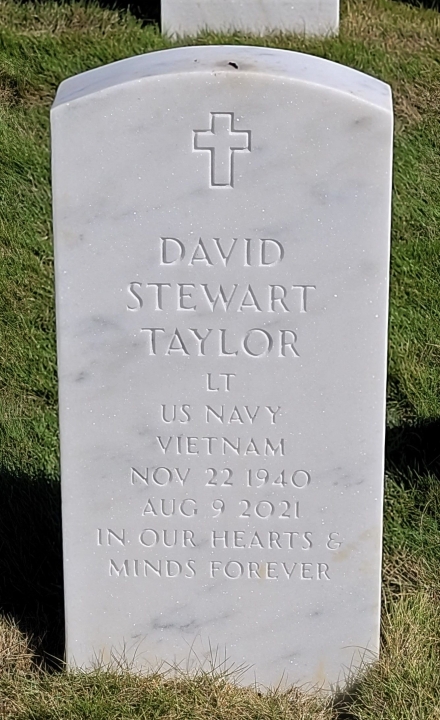 DAVID
STEWART
TAYLOR
LT
US NAVY
VIETNAM
NOV 22 1940
AUG 9 2021
IN OUR HEARTS &
MINDS FOREVER